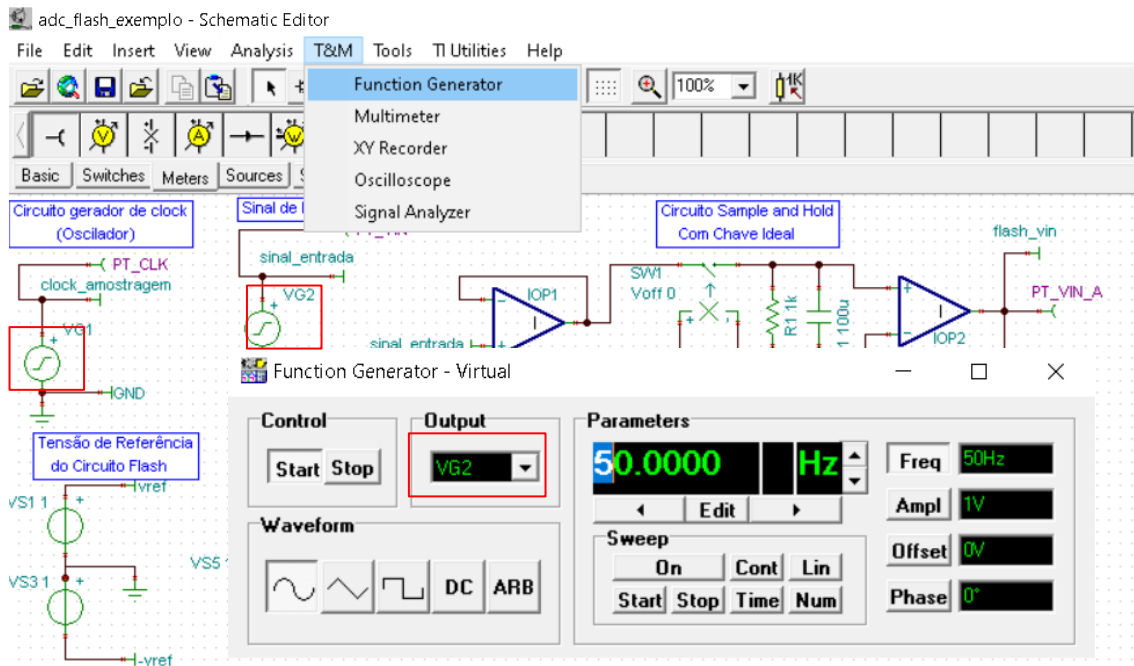 adc_flash_exemplo - Schematic Editor
File Edit Insert View Analysis T&M Tools TI Utilities Help
Function Generator
Multimeter
XY Recorder
Oscilloscope
Signal Analyzer
100%
1K
V
A
Basic Switches Meters Sources
Circuito gerador de clock
(Oscilador)
PT_CLK
clock_amostragem
VG1
+
GND
Tensão de Referência
do Circuito Flash
vref
VS1 1
+
VS3 1
+
-vref
VS5
Sinal de
sinal_entrada
VG2
+
IOP1
sinal_entrada
Circuito Sample and Hold
Com Chave Ideal
SW1
Voff 0
R1 1k
1 100u
IOP2
flash_vin
PT_VIN_A
Function Generator - Virtual
Control
Start Stop
Output
VG2
Waveform
DC ARB
Parameters
50.0000 Hz
Edit
Sweep
On Cont Lin
Start Stop Time Num
Freq 50Hz
Ampl 1V
Offset 0V
Phase 0°